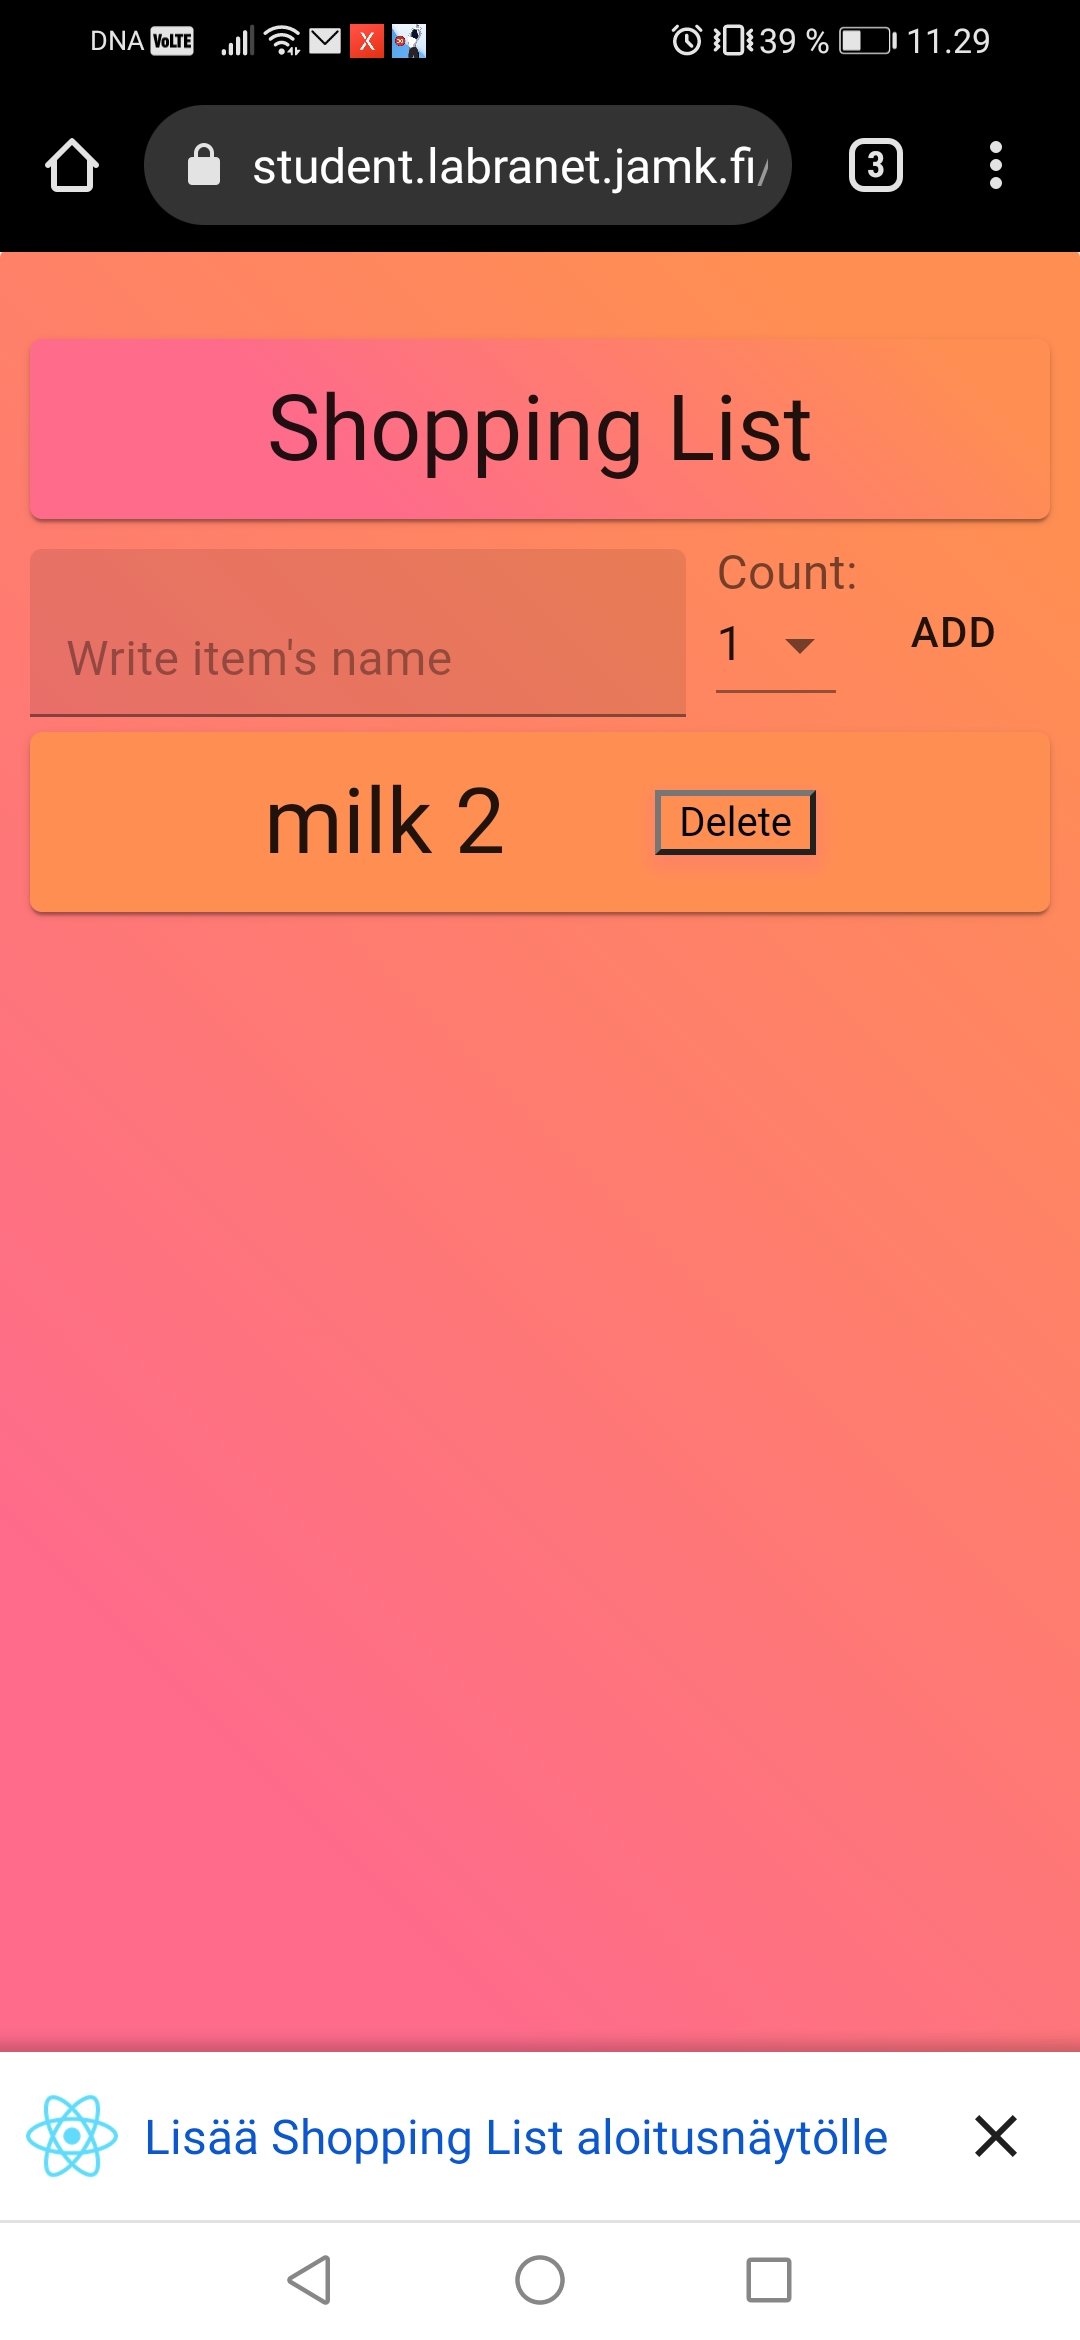 DNA VoLTE X 39 % 11.29
student.labranet.jamk.fi/ 3
Shopping List
Count:
Write item's name 1 ADD
milk 2 Delete
Lisää Shopping List aloitusnäytölle